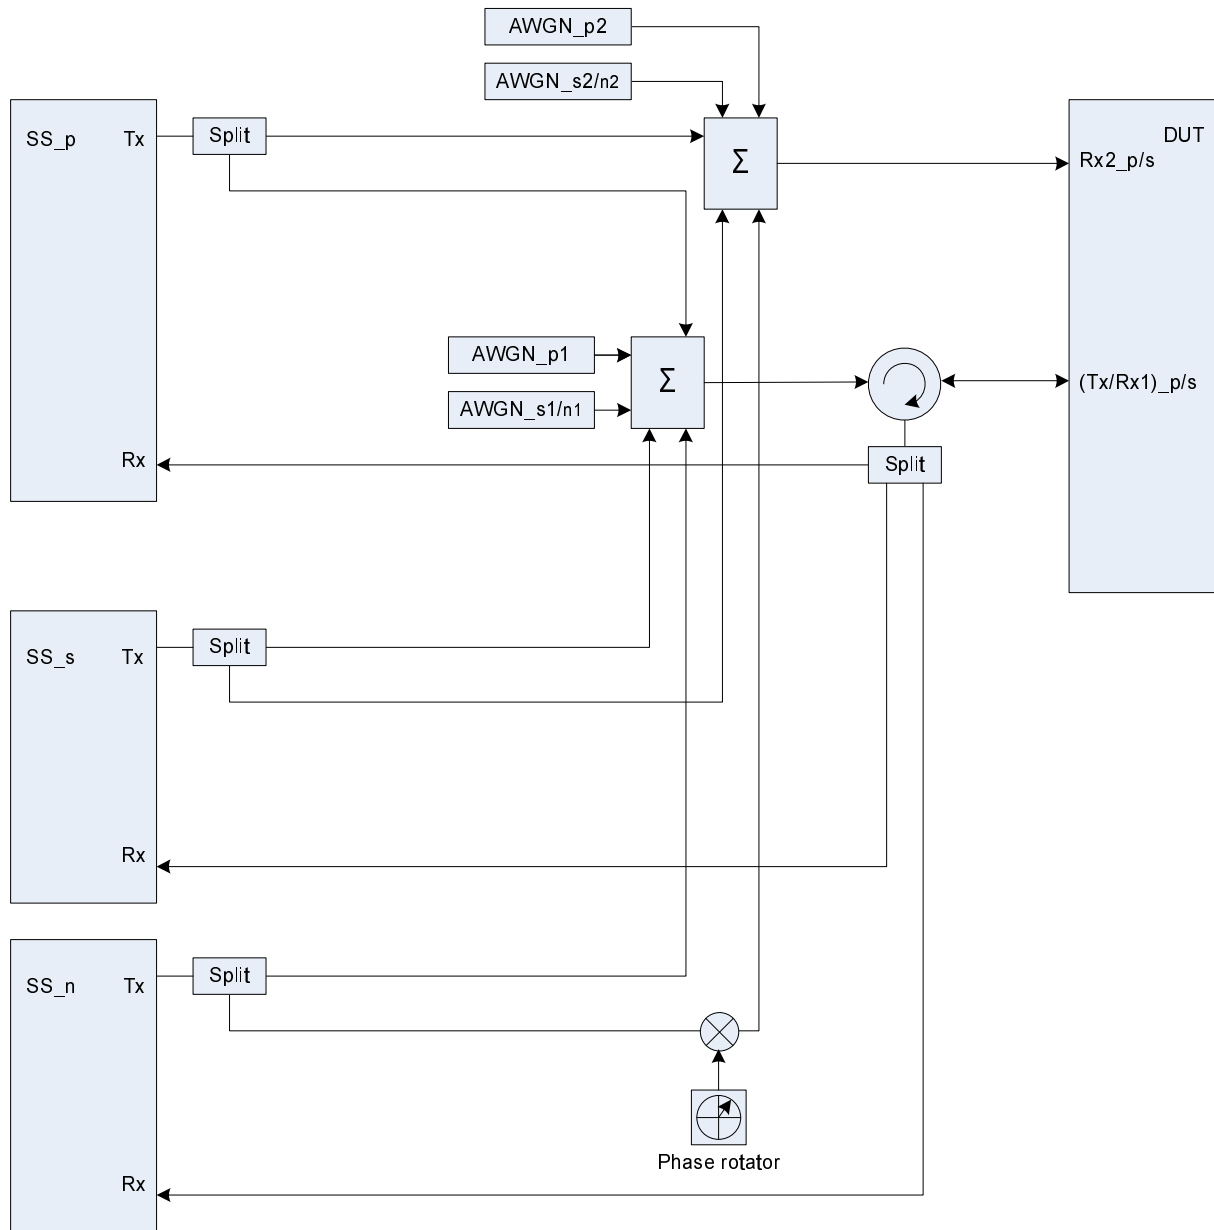 AWGN_p2
AWGN_s2/n2
SS_p
Tx
Split
Σ
DUT
Rx2_p/s
AWGN_p1
Σ
AWGN_s1/n1
(Tx/Rx1)_p/s
Rx
Split
SS_s
Tx
Split
Rx
SS_n
Tx
Split
Phase rotator
Rx